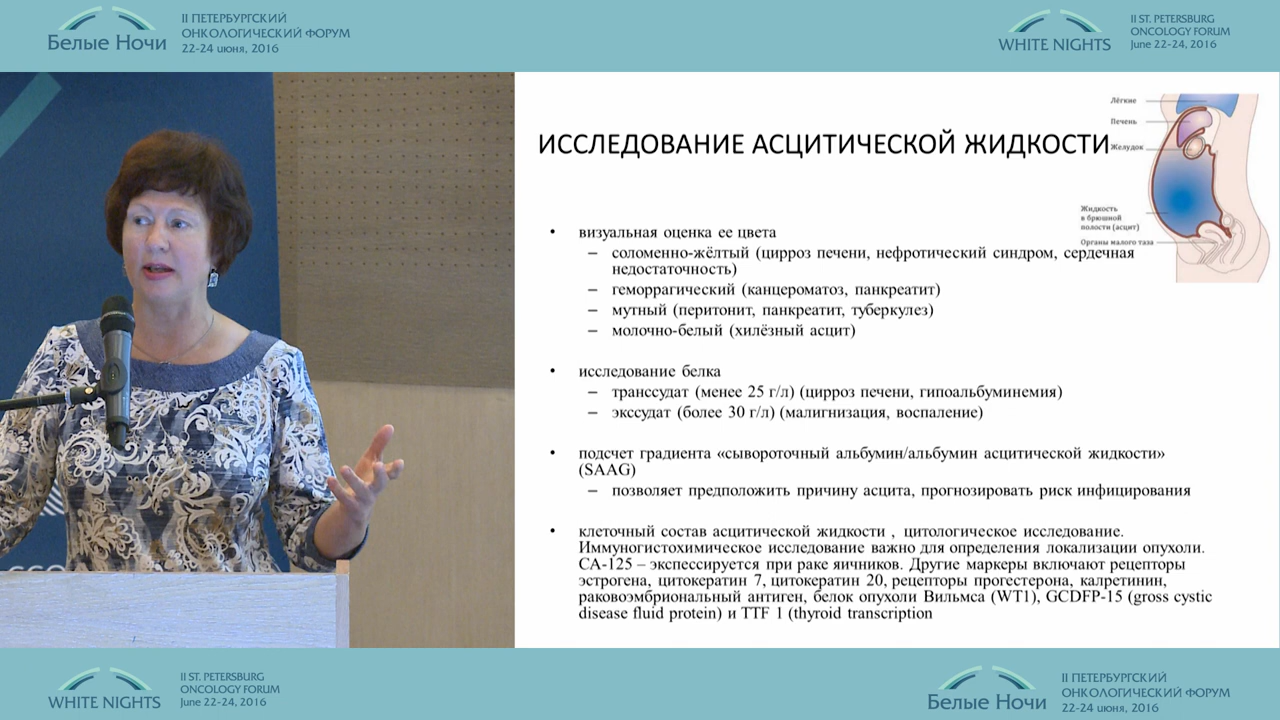 Белые Ночи
II ПЕТЕРБУРГСКИЙ
ОНКОЛОГИЧЕСКИЙ ФОРУМ
22-24 июня, 2016
WHITE NIGHTS
II ST. PETERSBURG
ONCOLOGY FORUM
June 22-24, 2016
ИССЛЕДОВАНИЕ АСЦИТИЧЕСКОЙ ЖИДКОСТИ
Лёгкие
Печень
Желудок
Жидкость
в брюшной
полости (асцит)
Органы малого таза
• визуальная оценка ее цвета
– соломенно-жёлтый (цирроз печени, нефротический синдром, сердечная
недостаточность)
– геморрагический (канцероматоз, панкреатит)
– мутный (перитонит, панкреатит, туберкулез)
– молочно-белый (хилёзный асцит)
• исследование белка
– транссудат (менее 25 г/л) (цирроз печени, гипоальбуминемия)
– экссудат (более 30 г/л) (малигнизация, воспаление)
• подсчет градиента «сывороточный альбумин/альбумин асцитической жидкости»
(SAAG)
– позволяет предположить причину асцита, прогнозировать риск инфицирования
• клеточный состав асцитической жидкости , цитологическое исследование.
Иммуногистохимическое исследование важно для определения локализации опухоли.
СА-125 – экспессируется при раке яичников. Другие маркеры включают рецепторы
эстрогена, цитокератин 7, цитокератин 20, рецепторы прогестерона, калретинин,
раковоэмбриональный антиген, белок опухоли Вильмса (WT1), GCDFP-15 (gross cystic
disease fluid protein) и TTF 1 (thyroid transcription
WHITE NIGHTS
II ST. PETERSBURG
ONCOLOGY FORUM
June 22-24, 2016
Белые Ночи
II ПЕТЕРБУРГСКИЙ
ОНКОЛОГИЧЕСКИЙ ФОРУМ
22-24 июня, 2016